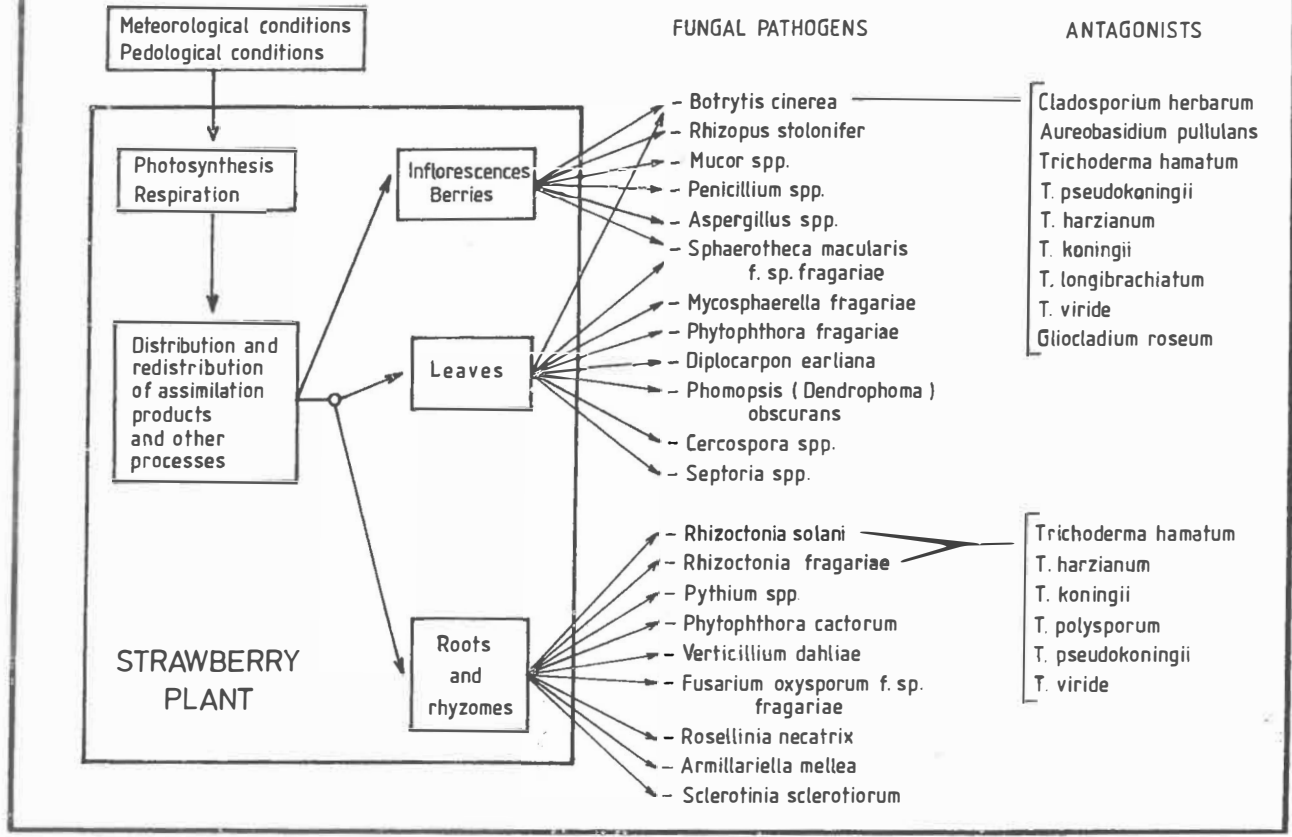 Meteorological conditions
Pedological conditions
Photosynthesis
Respiration
Distribution and
redistribution
of assimilation
products
and other
processes
STRAWBERRY
PLANT
Inflorescences
Berries
Leaves
Roots
and
rhyzomes
FUNGAL PATHOGENS
- Botrytis cinerea
- Rhizopus stolonifer
- Mucor spp.
- Penicillium spp.
- Aspergillus spp.
- Sphaerotheca macularis
f. sp. fragariae
- Mycosphaerella fragariae
- Phytophthora fragariae
- Diplocarpon earliana
- Phomopsis (Dendrophoma)
obscurans
- Cercospora spp.
- Septoria spp.
- Rhizoctonia solani
- Rhizoctonia fragariae
- Pythium spp.
- Phytophthora cactorum
- Verticillium dahliae
- Fusarium oxysporum f. sp.
fragariae
- Rosellinia necatrix
- Armillariella mellea
- Sclerotinia sclerotiorum
ANTAGONISTS
Cladosporium herbarum
Aureobasidium pullulans
Trichoderma hamatum
T. pseudokoningii
T. harzianum
T. koningii
T. longibrachiatum
T. viride
Gliocladium roseum
Trichoderma hamatum
T. harzianum
T. koningii
T. polysporum
T. pseudokoningii
T. viride